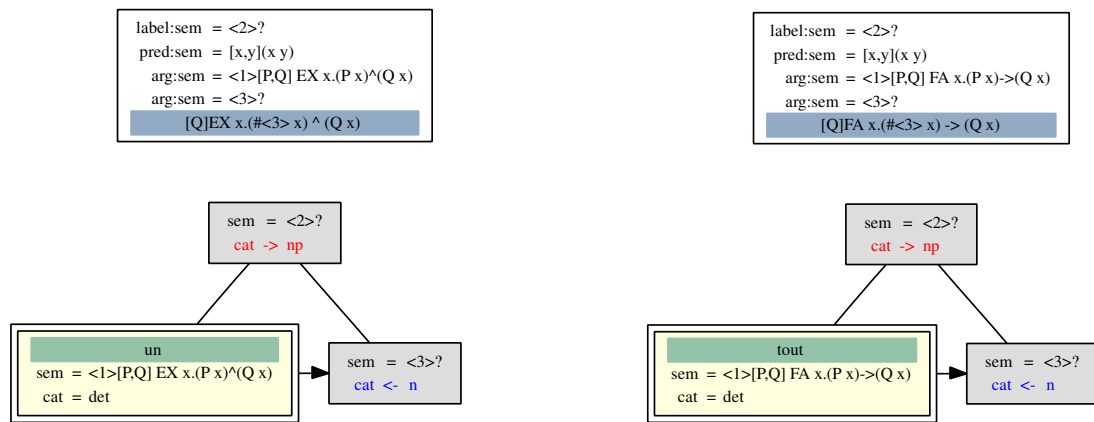 label:sem = <2>?
pred:sem = [x,y](x y)
arg:sem = <1>[P,Q] EX x.(P x)^(Q x)
arg:sem = <3>?
[Q]EX x.(#<3> x) ^ (Q x)
sem = <2>?
cat -> np
un
sem = <1>[P,Q] EX x.(P x)^(Q x)
cat = det
sem = <3>?
cat <- n
label:sem = <2>?
pred:sem = [x,y](x y)
arg:sem = <1>[P,Q] FA x.(P x)->(Q x)
arg:sem = <3>?
[Q]FA x.(#<3> x) -> (Q x)
sem = <2>?
cat -> np
tout
sem = <1>[P,Q] FA x.(P x)->(Q x)
cat = det
sem = <3>?
cat <- n